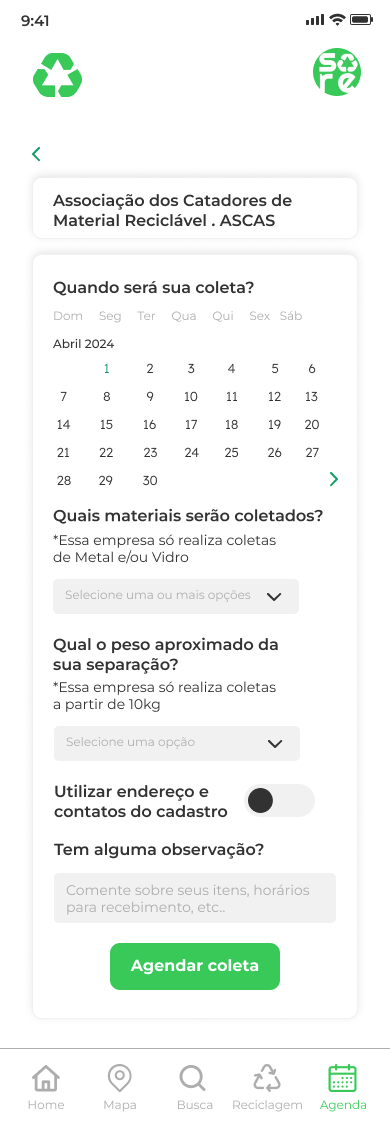 9:41
sore
Associação dos Catadores de
Material Reciclável . ASCAS
Quando será sua coleta?
Dom Seg Ter Qua Qui Sex Sáb
Abril 2024
1 2 3 4 5 6
7 8 9 10 11 12 13
14 15 16 17 18 19 20
21 22 23 24 25 26 27
28 29 30
Quais materiais serão coletados?
*Essa empresa só realiza coletas
de Metal e/ou Vidro
Selecione uma ou mais opções
Qual o peso aproximado da
sua separação?
*Essa empresa só realiza coletas
a partir de 10kg
Selecione uma opção
Utilizar endereço e
contatos do cadastro
Tem alguma observação?
Comente sobre seus itens, horários
para recebimento, etc..
Agendar coleta
Home Mapa Busca Reciclagem Agenda